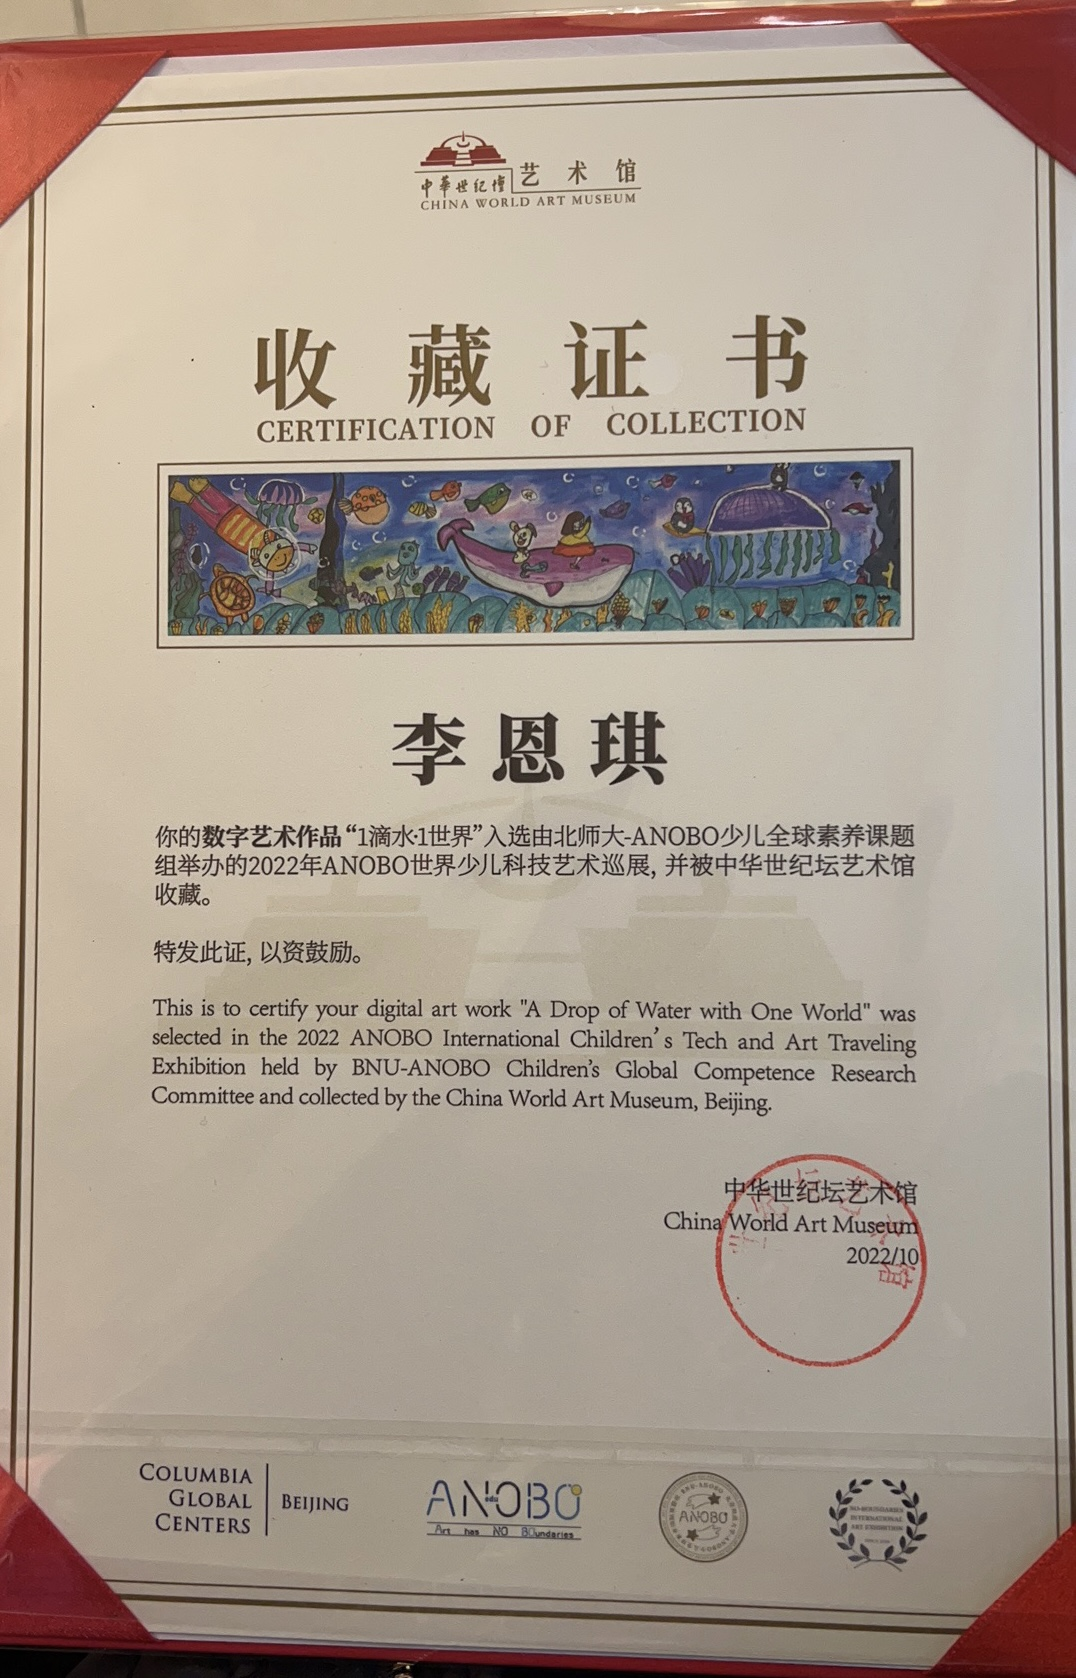 中華世纪壇艺术馆
CHINA WORLD ART MUSEUM
收藏证书
CERTIFICATION OF COLLECTION
李恩琪
你的数字艺术作品“1滴水·1世界”入选由北师大-ANOBO少儿全球素养课题
组举办的2022年ANOBO世界少儿科技艺术巡展, 并被中华世纪坛艺术馆
收藏。
特发此证, 以资鼓励。
This is to certify your digital art work "A Drop of Water with One World" was
selected in the 2022 ANOBO International Children's Tech and Art Traveling
Exhibition held by BNU-ANOBO Children's Global Competence Research
Committee and collected by the China World Art Museum, Beijing.
中华世纪坛艺术馆
China World Art Museum
2022/10
COLUMBIA
GLOBAL
CENTERS
BEIJING
ANOBO
Art has NO BOundaries
ANOBO
NO-BOUNDARIES
INTERNATIONAL
ART EXHIBITION